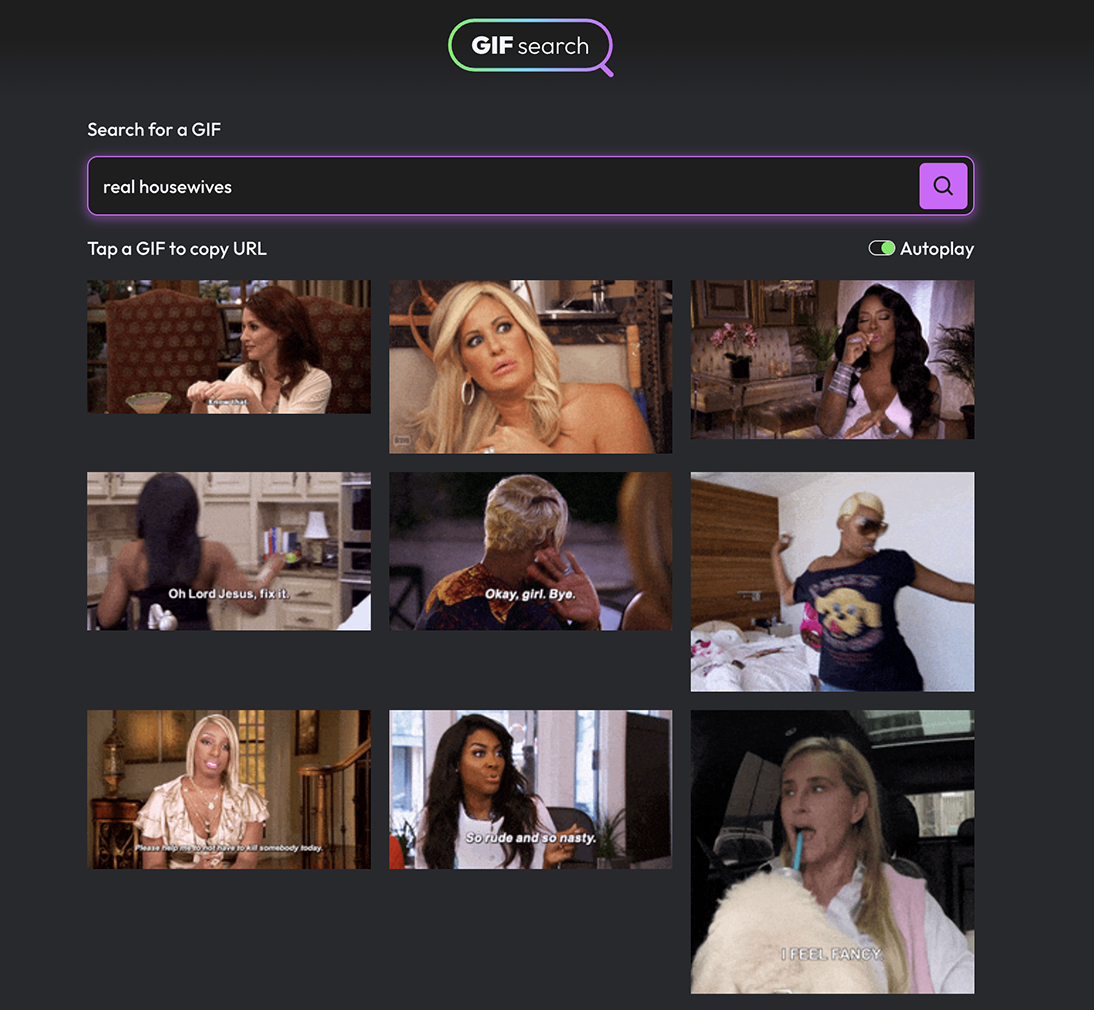 GIF search
Search for a GIF
real housewives
Tap a GIF to copy URL
Autoplay
Know that.
Oh Lord Jesus, fix it.
Okay, girl. Bye.
Please help me to not have to kill somebody today.
So rude and so nasty.
I FEEL FANCY